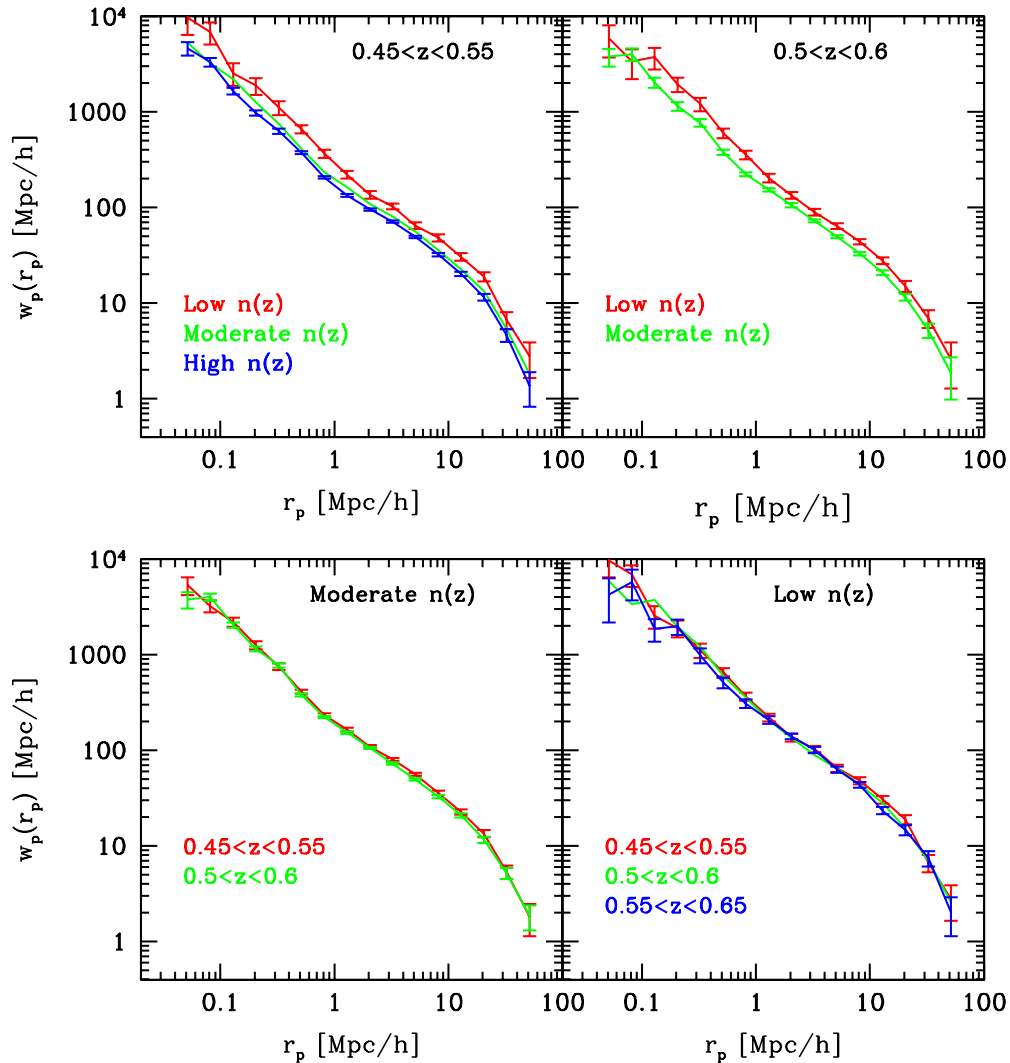 0.45<z<0.55
0.5<z<0.6
10⁴
1000
100
10
1
w_p(r_p) [Mpc/h]
Low n(z)
Moderate n(z)
High n(z)
Low n(z)
Moderate n(z)
0.1
1
10
100
0.1
1
10
100
r_p [Mpc/h]
r_p [Mpc/h]
Moderate n(z)
Low n(z)
10⁴
1000
100
10
1
w_p(r_p) [Mpc/h]
0.45<z<0.55
0.5<z<0.6
0.45<z<0.55
0.5<z<0.6
0.55<z<0.65
0.1
1
10
100
0.1
1
10
100
r_p [Mpc/h]
r_p [Mpc/h]